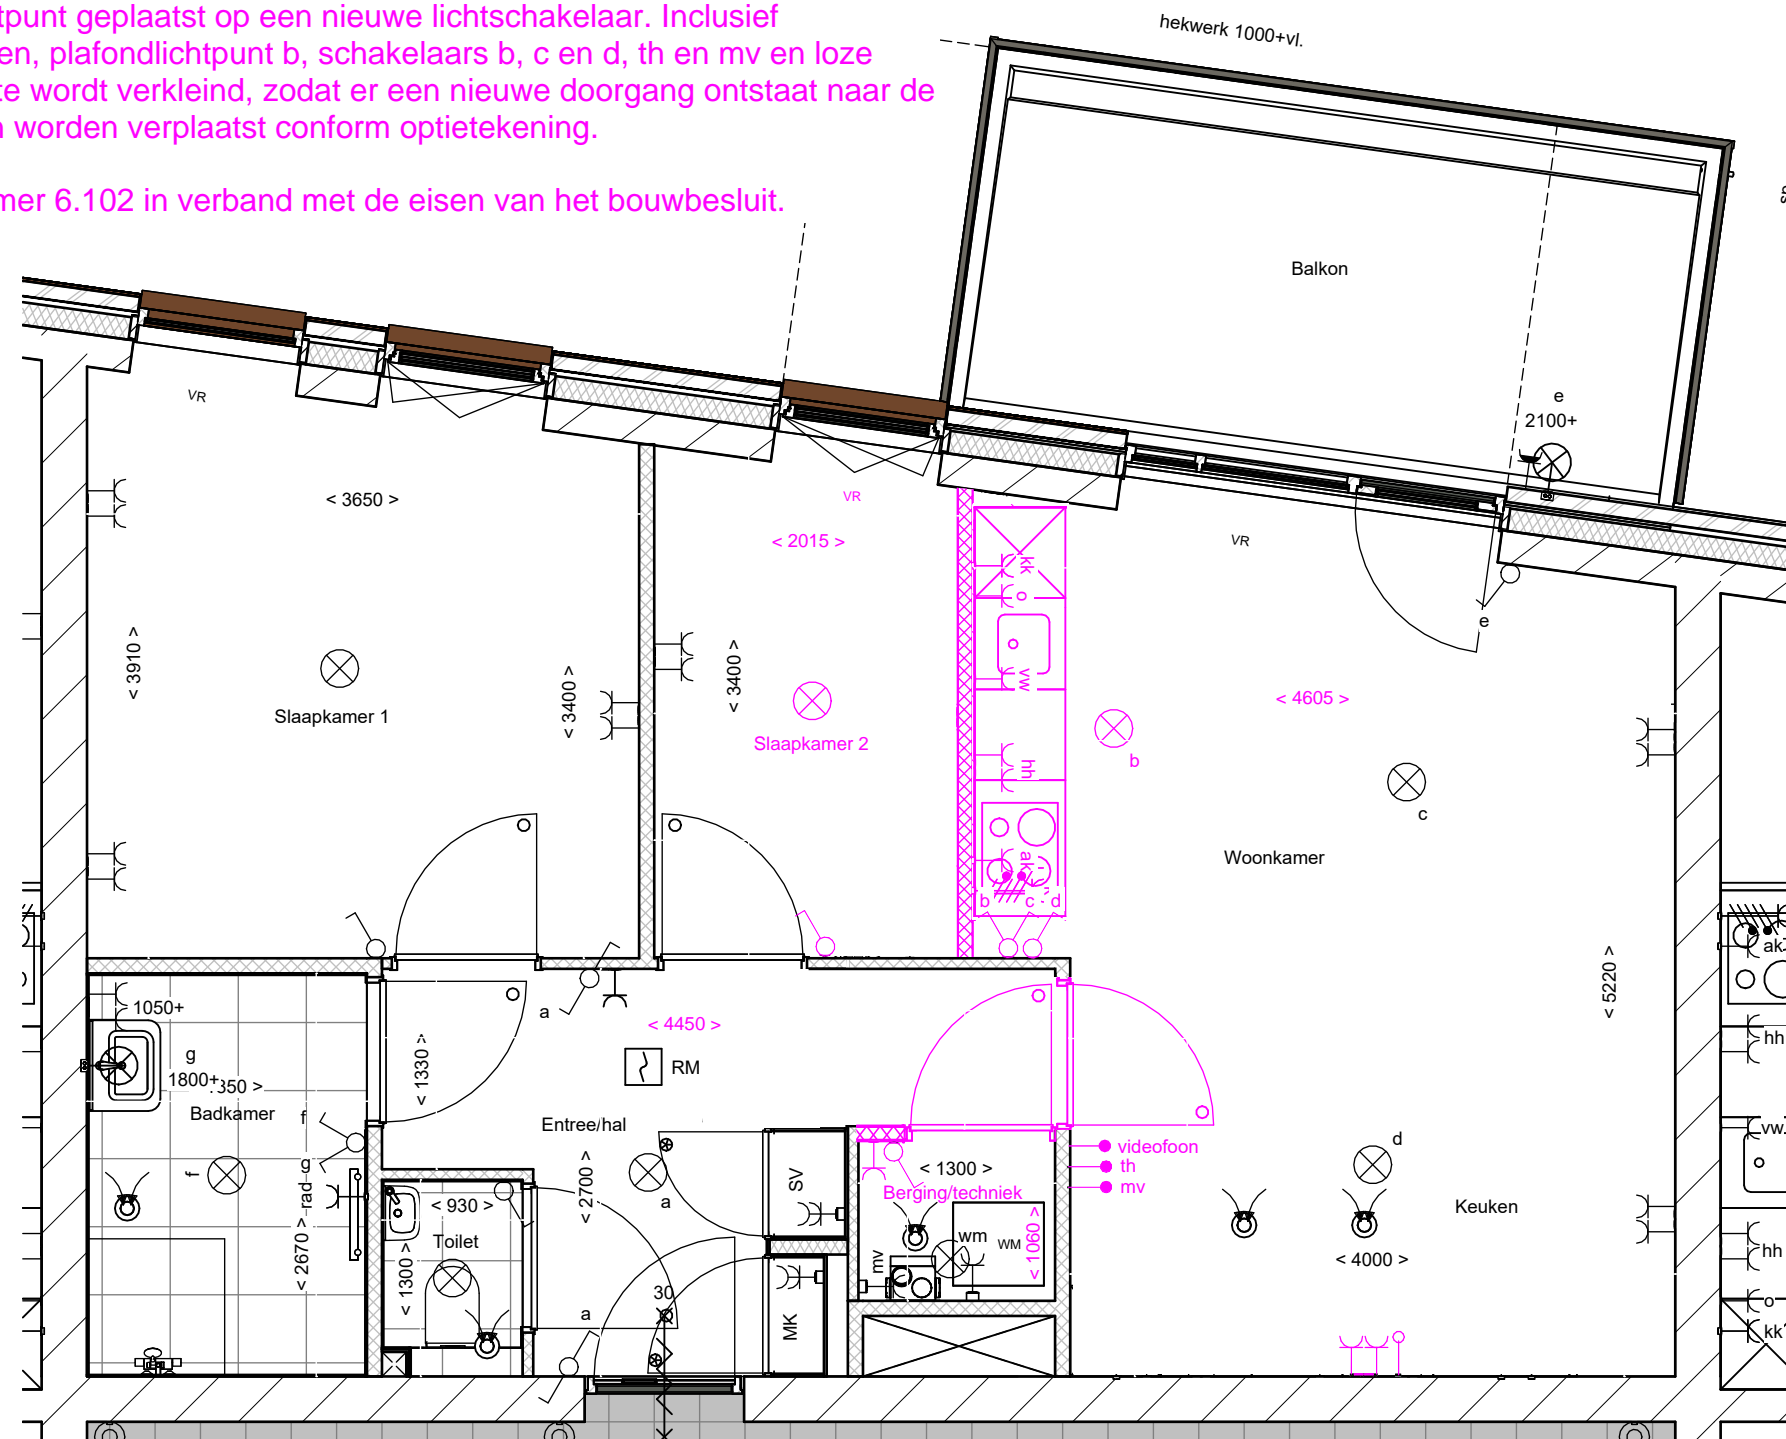 tpunt geplaatst op een nieuwe lichtschakelaar. Inclusief
en, plafondlichtpunt b, schakelaars b, c en d, th en mv en loze
te wordt verkleind, zodat er een nieuwe doorgang ontstaat naar de
n worden verplaatst conform optietekening.
mer 6.102 in verband met de eisen van het bouwbesluit.
hekwerk 1000+vl.
Balkon
e
2100+
VR
< 3650 >
VR
< 2015 >
VR
kk
o
e
< 3910 >
< 3400 >
< 3400 >
vw
< 4605 >
Slaapkamer 1
Slaapkamer 2
b
hh
c
Woonkamer
ak
b
c
d
ak
< 5220 >
1050+
a
< 4450 >
hh
g
1800+
350 >
< 1330 >
RM
Badkamer
f
Entree/hal
vw
d
videofoon
th
mv
f
g
rad
< 2700 >
a
SV
< 1300 >
Berging/techniek
< 930 >
Keuken
Toilet
wm
WM
< 1060 >
mv
< 2670 >
< 1300 >
< 4000 >
hh
30
a
MK
o
kk